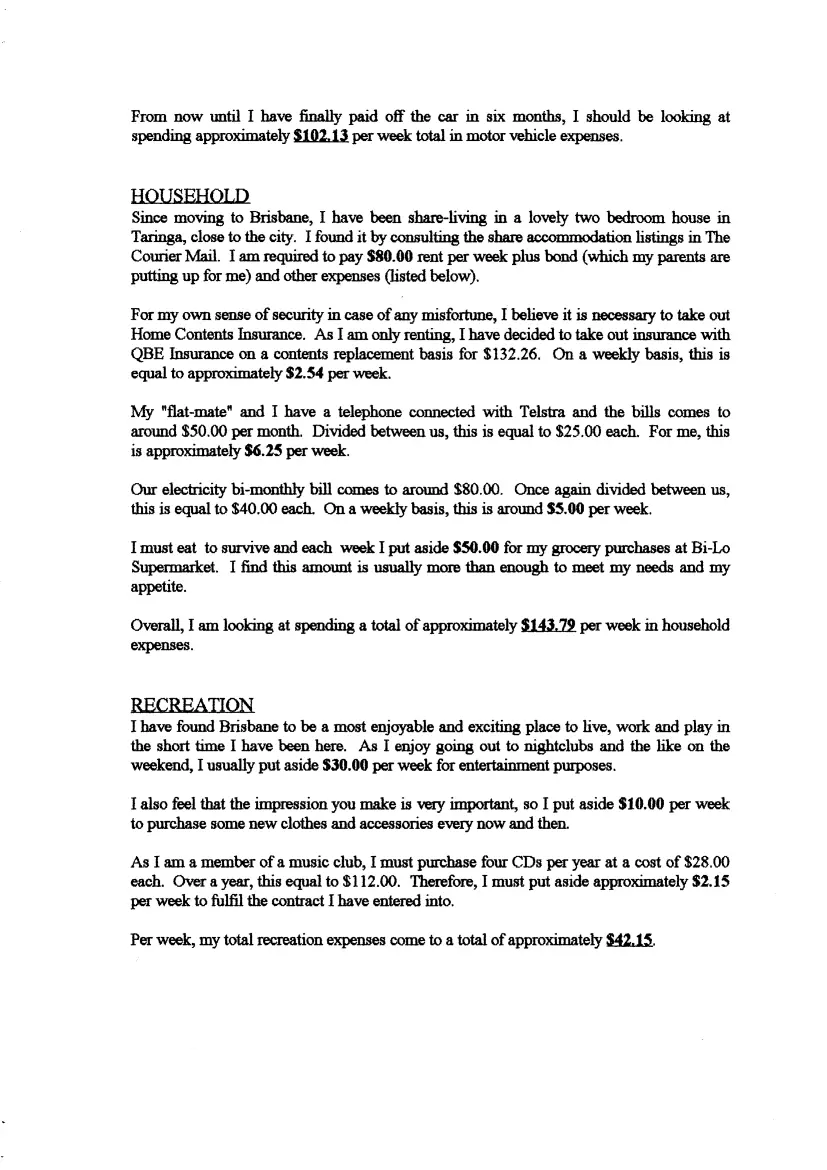 From now until I have finally paid off the car in six months, I should be looking at
spending approximately $102.13 per week total in motor vehicle expenses.
HOUSEHOLD
Since moving to Brisbane, I have been share-living in a lovely two bedroom house in
Taringa, close to the city. I found it by consulting the share accommodation listings in The
Courier Mail. I am required to pay $80.00 rent per week plus bond (which my parents are
putting up for me) and other expenses (listed below).
For my own sense of security in case of any misfortune, I believe it is necessary to take out
Home Contents Insurance. As I am only renting, I have decided to take out insurance with
QBE Insurance on a contents replacement basis for $132.26. On a weekly basis, this is
equal to approximately $2.54 per week.
My "flat-mate" and I have a telephone connected with Telstra and the bills comes to
around $50.00 per month. Divided between us, this is equal to $25.00 each. For me, this
is approximately $6.25 per week.
Our electricity bi-monthly bill comes to around $80.00. Once again divided between us,
this is equal to $40.00 each. On a weekly basis, this is around $5.00 per week.
I must eat to survive and each week I put aside $50.00 for my grocery purchases at Bi-Lo
Supermarket. I find this amount is usually more than enough to meet my needs and my
appetite.
Overall, I am looking at spending a total of approximately $143.79 per week in household
expenses.
RECREATION
I have found Brisbane to be a most enjoyable and exciting place to live, work and play in
the short time I have been here. As I enjoy going out to nightclubs and the like on the
weekend, I usually put aside $30.00 per week for entertainment purposes.
I also feel that the impression you make is very important, so I put aside $10.00 per week
to purchase some new clothes and accessories every now and then.
As I am a member of a music club, I must purchase four CDs per year at a cost of $28.00
each. Over a year, this equal to $112.00. Therefore, I must put aside approximately $2.15
per week to fulfil the contract I have entered into.
Per week, my total recreation expenses come to a total of approximately $42.15.